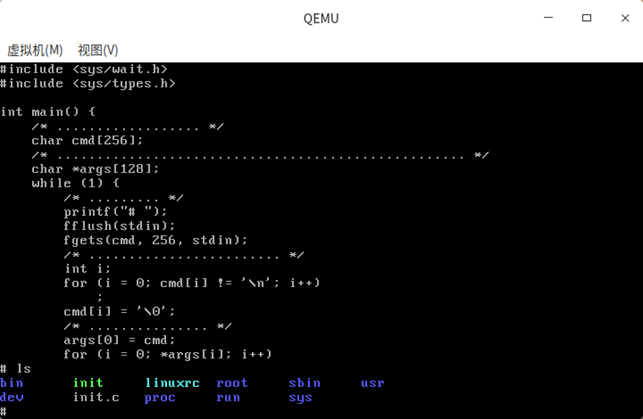 QEMU
虚拟机(M) 视图(V)
#include <sys/wait.h>
#include <sys/types.h>
int main() {
/* .................. */
char cmd[256];
/* ................................................... */
char *args[128];
while (1) {
/* ......... */
printf("# ");
fflush(stdin);
fgets(cmd, 256, stdin);
/* ........................ */
int i;
for (i = 0; cmd[i] != '\n'; i++)
;
cmd[i] = '\0';
/* ............... */
args[0] = cmd;
for (i = 0; *args[i]; i++)
# ls
bin init linuxrc root sbin usr
dev init.c proc run sys
#